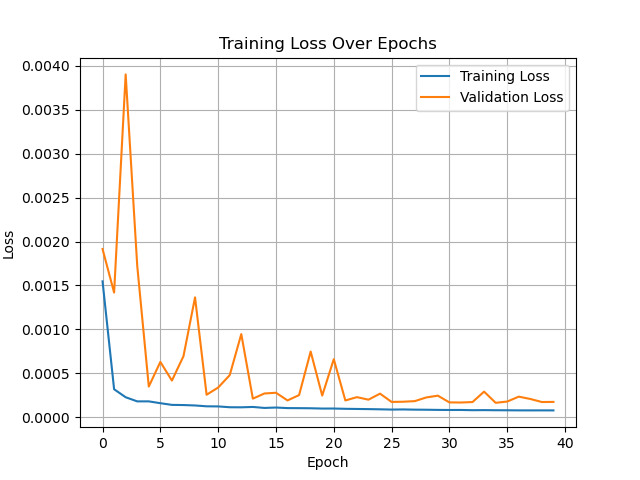 Training Loss Over Epochs
Training Loss
Validation Loss
0.0040
0.0035
0.0030
0.0025
0.0020
0.0015
0.0010
0.0005
0.0000
Loss
0 5 10 15 20 25 30 35 40
Epoch